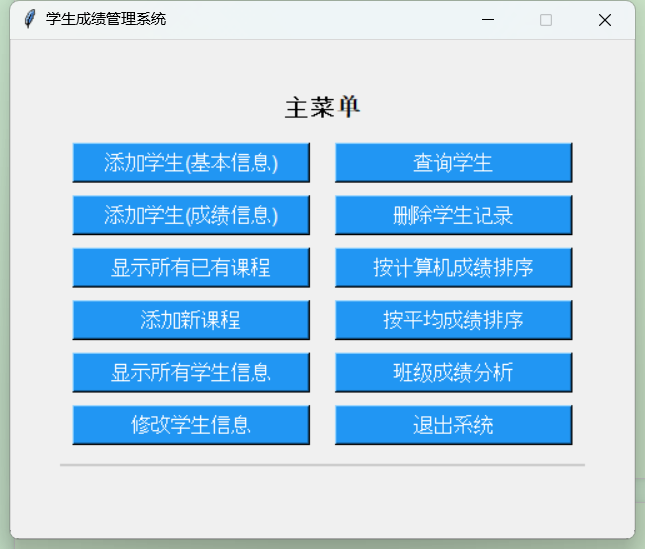 学生成绩管理系统
主菜单
添加学生(基本信息)
查询学生
添加学生(成绩信息)
删除学生记录
显示所有已有课程
按计算机成绩排序
添加新课程
按平均成绩排序
显示所有学生信息
班级成绩分析
修改学生信息
退出系统